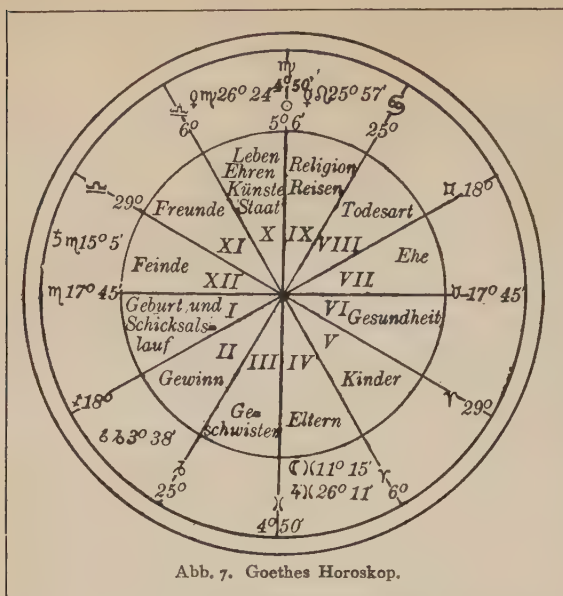 ♍
4° 50'
♎ 6°
♀♍26° 24'
☉ 5° 6'
☿♌25° 57'
♋ 25°
♊ 18°
♎ 29°
Leben
Ehren
Künste
Staat
Religion
Reisen
Freunde
Todesart
X IX
XI VIII
♄♏15° 5'
Feinde
Ehe
XII VII
♏17° 45'
♉ 17° 45'
Geburt und
Schicksals=
lauf
I VI
Gesundheit
II III IV V
Gewinn
Kinder
♐18°
♈ 29°
Ge=
schwister
Eltern
3° 38'
♑ 25°
☾♓11° 15'
♃♓26° 11'
♈ 6°
♓
4° 50'
Abb. 7. Goethes Horoskop.